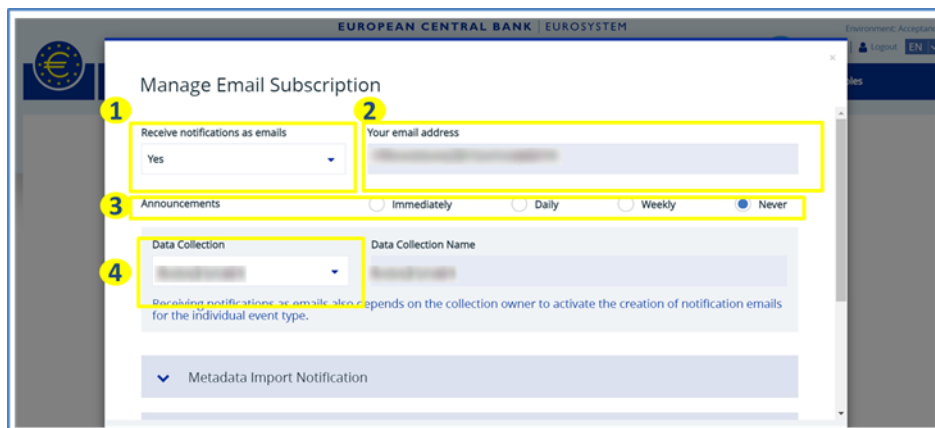 EUROPEAN CENTRAL BANK | EUROSYSTEM
Environment: Acceptance
Logout EN
bles
×
Manage Email Subscription
1
2
Receive notifications as emails Your email address
Yes
3
Announcements Immediately Daily Weekly Never
Data Collection Data Collection Name
4
Receiving notifications as emails also depends on the collection owner to activate the creation of notification emails
for the individual event type.
Metadata Import Notification